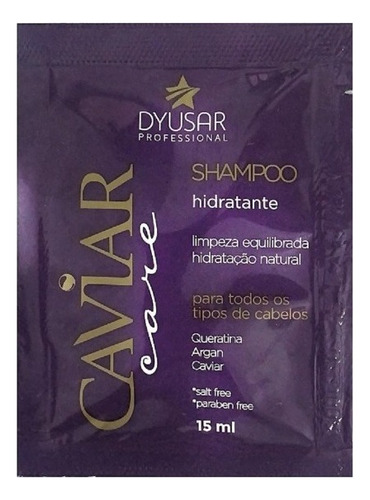 DYUSAR
PROFESSIONAL
CAViAR
care
SHAMPOO
hidratante
limpeza equilibrada
hidratação natural
para todos os
tipos de cabelos
Queratina
Argan
Caviar
*salt free
*paraben free
15 ml